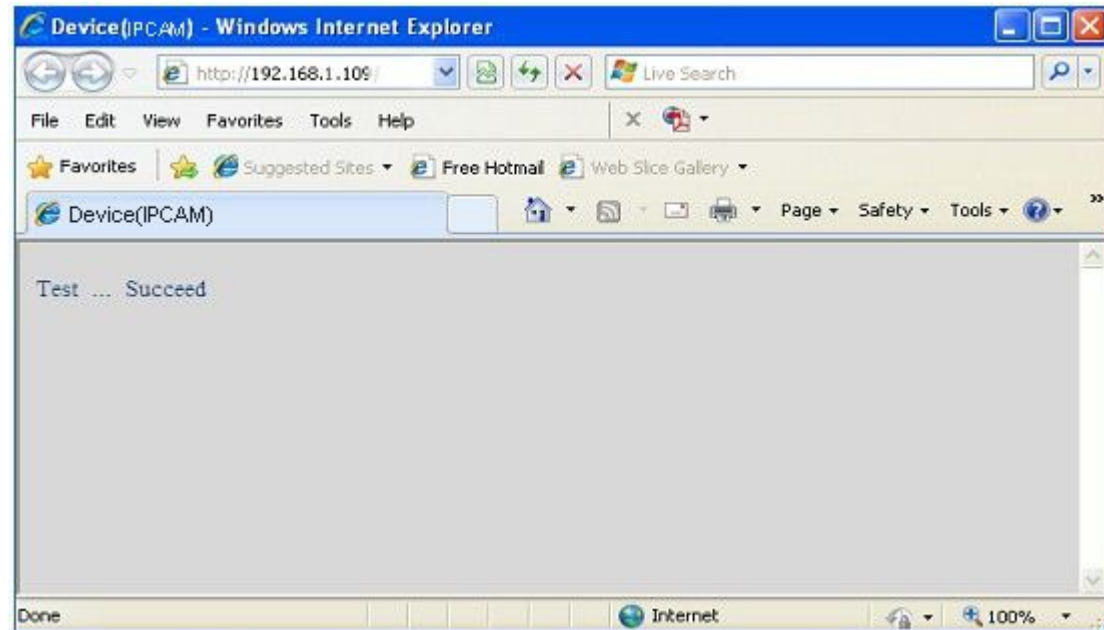 Device(IPCAM) - Windows Internet Explorer
http://192.168.1.109/ Live Search
File Edit View Favorites Tools Help
Favorites Suggested Sites Free Hotmail Web Slice Gallery
Device(IPCAM) Page Safety Tools
Test ... Succeed
Done Internet 100%